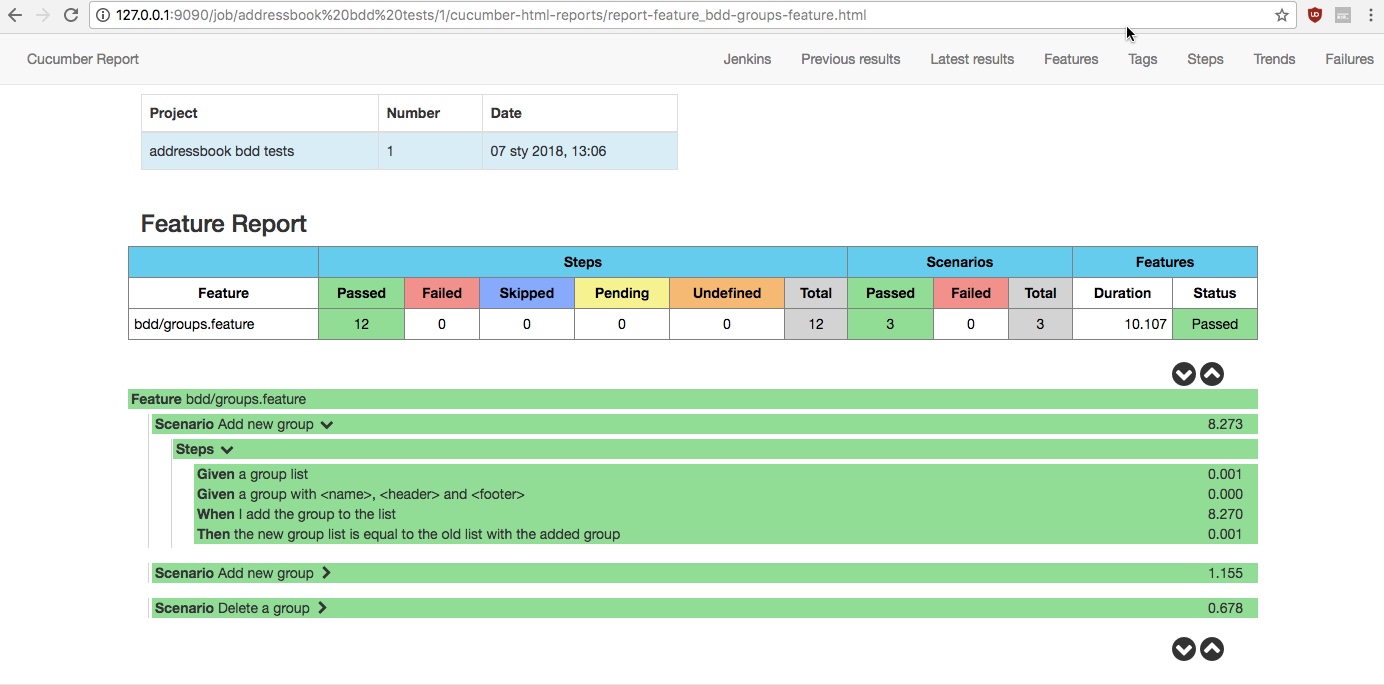 127.0.0.1:9090/job/addressbook%20bdd%20tests/1/cucumber-html-reports/report-feature_bdd-groups-feature.html
Cucumber Report Jenkins Previous results Latest results Features Tags Steps Trends Failures
Project Number Date
addressbook bdd tests 1 07 sty 2018, 13:06
Feature Report
Steps Scenarios Features
Feature Passed Failed Skipped Pending Undefined Total Passed Failed Total Duration Status
bdd/groups.feature 12 0 0 0 0 12 3 0 3 10.107 Passed
Feature bdd/groups.feature
Scenario Add new group 8.273
Steps
Given a group list 0.001
Given a group with <name>, <header> and <footer> 0.000
When I add the group to the list 8.270
Then the new group list is equal to the old list with the added group 0.001
Scenario Add new group 1.155
Scenario Delete a group 0.678